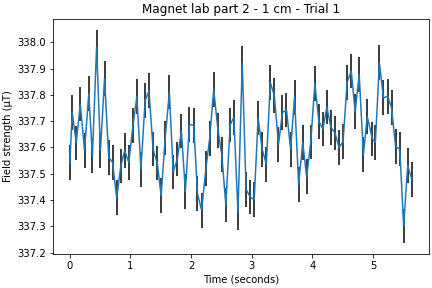 Magnet lab part 2 - 1 cm - Trial 1
338.0
337.9
337.8
337.7
337.6
337.5
337.4
337.3
337.2
Field strength (μT)
0 1 2 3 4 5
Time (seconds)